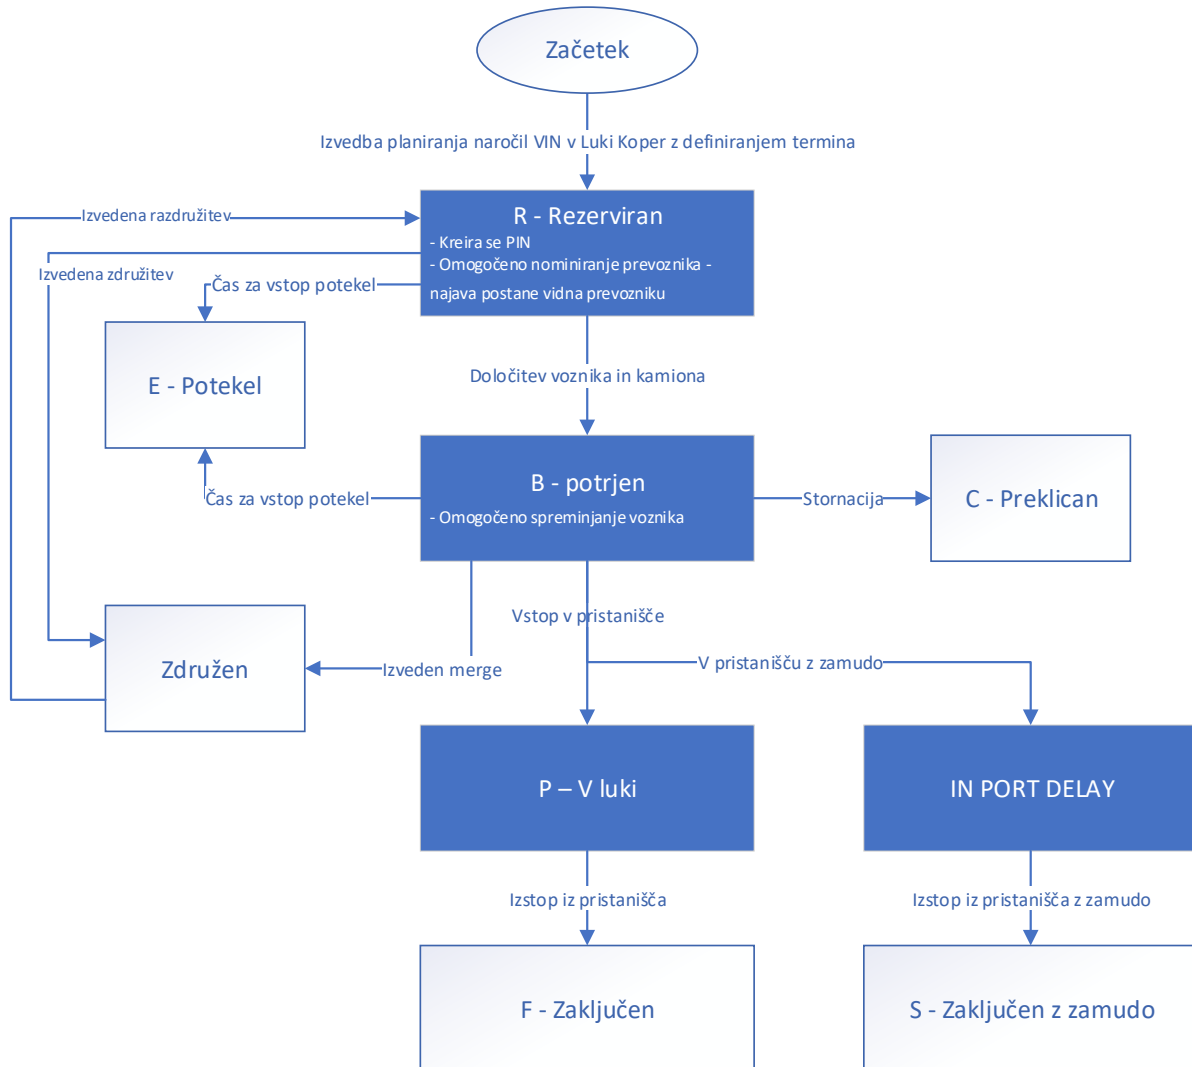 Začetek
Izvedba planiranja naročil VIN v Luki Koper z definiranjem termina
R - Rezerviran
- Kreira se PIN
- Omogočeno nominiranje prevoznika -
najava postane vidna prevozniku
Izvedena razdružitev
Izvedena združitev
Čas za vstop potekel
E - Potekel
Določitev voznika in kamiona
B - potrjen
- Omogočeno spreminjanje voznika
Čas za vstop potekel
Stornacija
C - Preklican
Vstop v pristanišče
Združen
Izveden merge
V pristanišču z zamudo
P – V luki
IN PORT DELAY
Izstop iz pristanišča
Izstop iz pristanišča z zamudo
F - Zaključen
S - Zaključen z zamudo